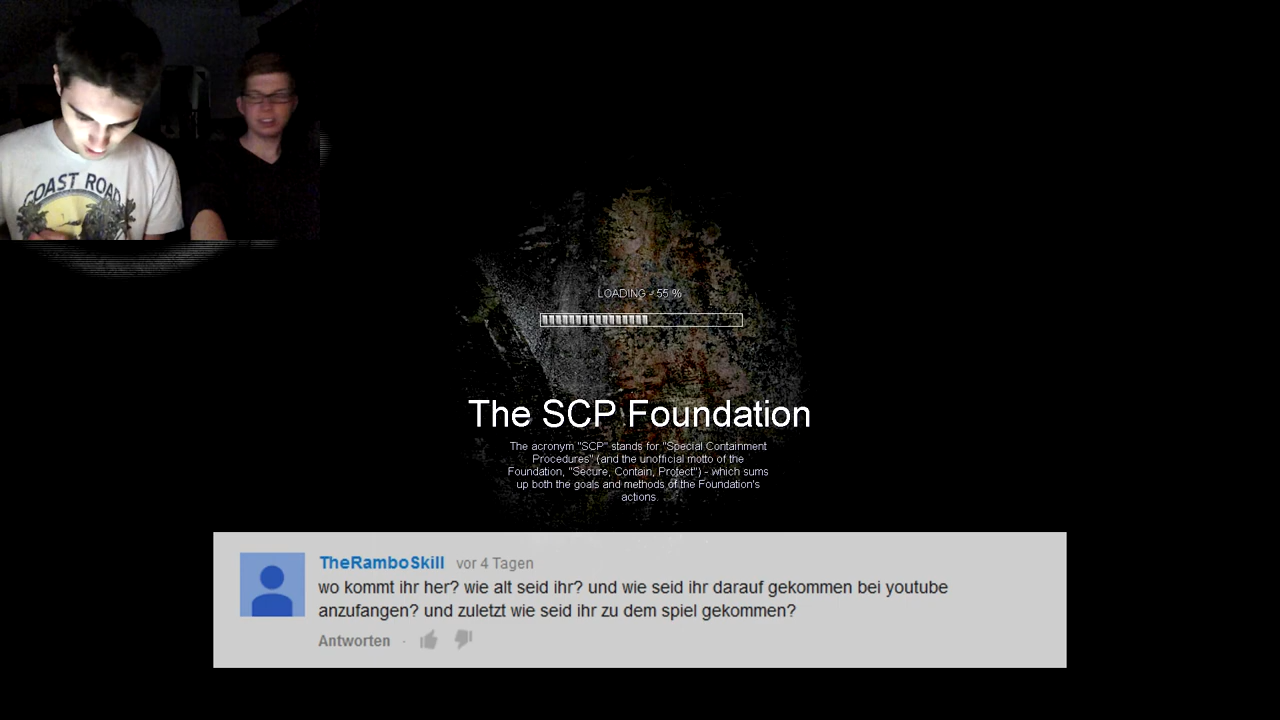 COAST ROAD
LOADING - 55 %
The SCP Foundation
The acronym "SCP" stands for "Special Containment
Procedures" (and the unofficial motto of the
Foundation, "Secure, Contain, Protect") - which sums
up both the goals and methods of the Foundation's
actions.
TheRamboSkill vor 4 Tagen
wo kommt ihr her? wie alt seid ihr? und wie seid ihr darauf gekommen bei youtube
anzufangen? und zuletzt wie seid ihr zu dem spiel gekommen?
Antworten ·